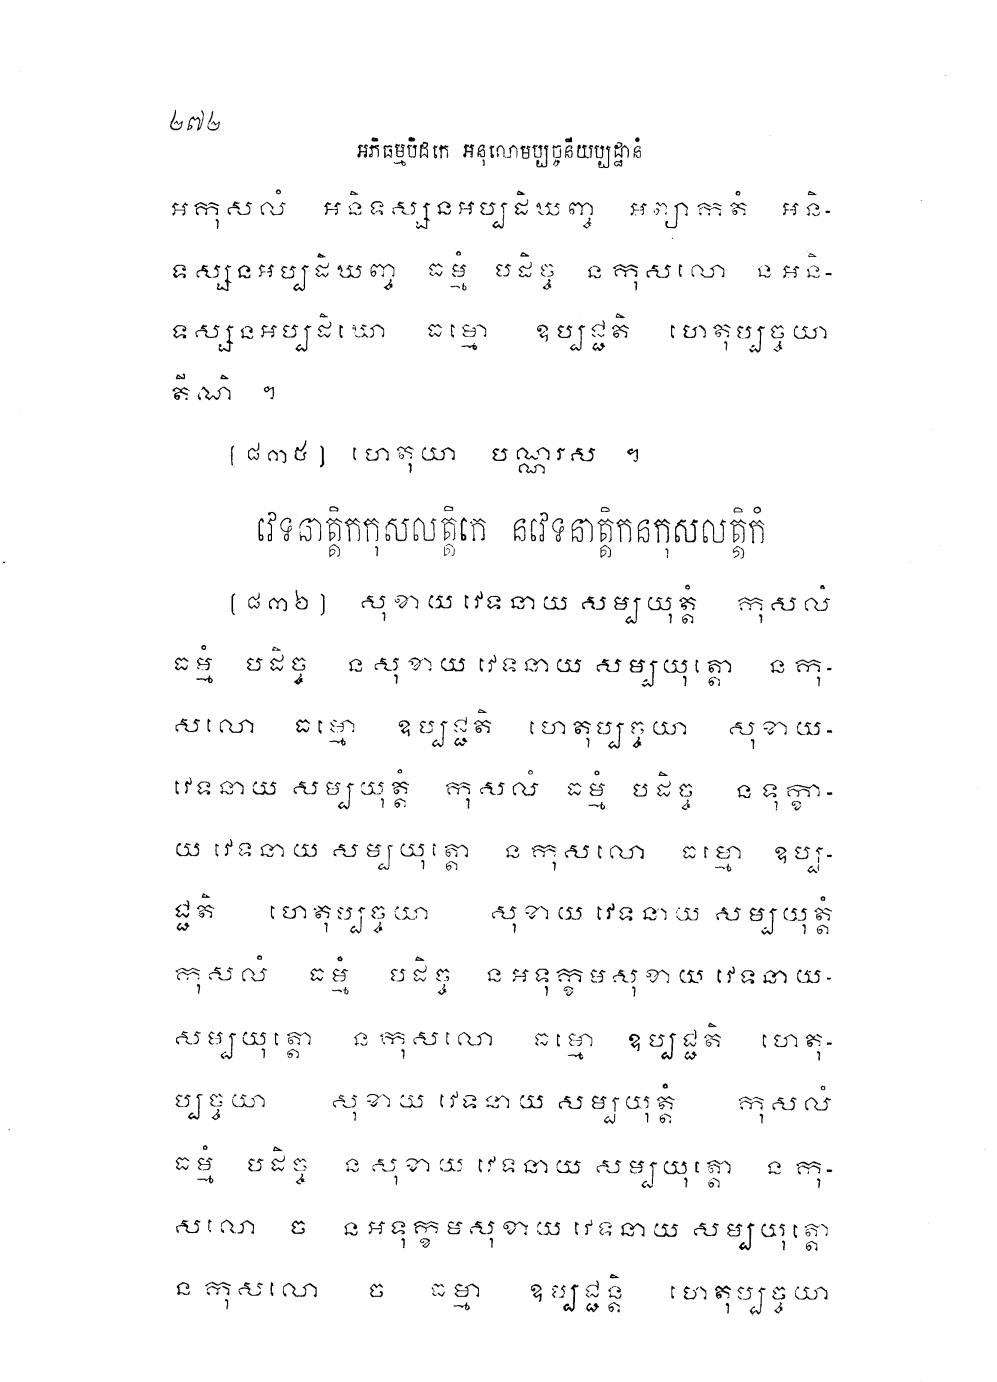 ២៧២
អភិធម្មបិដកេ អនុលោមប្បច្ចនីយប្បដ្ឋានំ
អកុសលំ អនិទស្សនអប្បដិឃញ្ច អព្យាកតំ អនិ-
ទស្សនអប្បដិឃញ្ច ធម្មំ បដិច្ច នកុសលោ នអនិ-
ទស្សនអប្បដិឃោ ធម្មោ ឧប្បជ្ជតិ ហេតុប្បច្ចយា
តីណិ ។
[៨៣៥] ហេតុយា បណ្ណរស ។
វេទនាត្តិកកុសលត្តិកេ នវេទនាត្តិកនកុសលត្តិកំ
[៨៣៦] សុខាយ វេទនាយ សម្បយុត្តំ កុសលំ
ធម្មំ បដិច្ច នសុខាយ វេទនាយ សម្បយុត្តោ នកុ-
សលោ ធម្មោ ឧប្បជ្ជតិ ហេតុប្បច្ចយា សុខាយ-
វេទនាយ សម្បយុត្តំ កុសលំ ធម្មំ បដិច្ច នទុក្ខា-
យ វេទនាយ សម្បយុត្តោ នកុសលោ ធម្មោ ឧប្ប-
ជ្ជតិ ហេតុប្បច្ចយា សុខាយ វេទនាយ សម្បយុត្តំ
កុសលំ ធម្មំ បដិច្ច នអទុក្ខមសុខាយ វេទនាយ-
សម្បយុត្តោ នកុសលោ ធម្មោ ឧប្បជ្ជតិ ហេតុ-
ប្បច្ចយា សុខាយ វេទនាយ សម្បយុត្តំ កុសលំ
ធម្មំ បដិច្ច នសុខាយ វេទនាយ សម្បយុត្តោ នកុ-
សលោ ច នអទុក្ខមសុខាយ វេទនាយ សម្បយុត្តោ
នកុសលោ ច ធម្មា ឧប្បជ្ជន្តិ ហេតុប្បច្ចយា